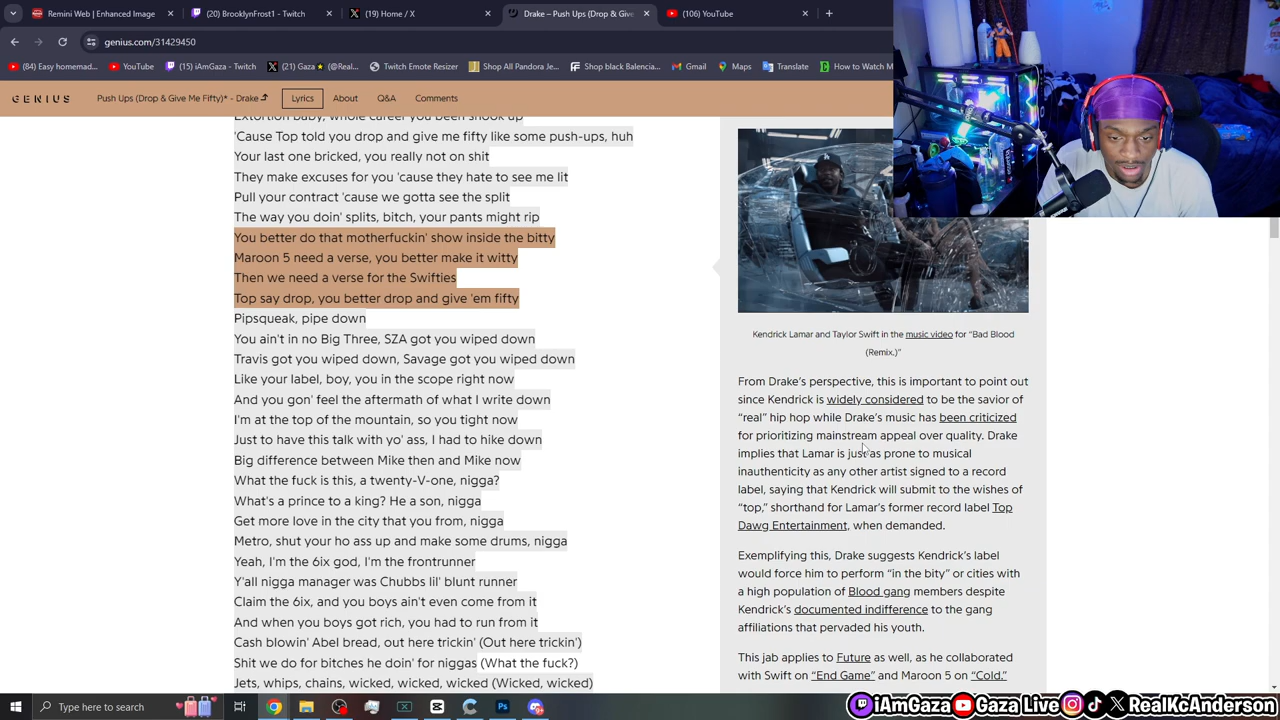 Remini Web | Enhanced Image
(20) BrooklynFrost1 - Twitch
(19) Home / X
Drake – Push Ups (Drop & Give
(106) YouTube
genius.com/31429450
(84) Easy homemad...
YouTube
(15) iAmGaza - Twitch
(21) Gaza
(@Real...
Twitch Emote Resizer
Shop All Pandora Je...
Shop black Balencia...
Gmail
Maps
Translate
How to Watch M
GENIUS
Push Ups (Drop & Give Me Fifty)* - Drake
Lyrics
About
Q&A
Comments
'Cause Top told you drop and give me fifty like some push-ups, huh
Your last one bricked, you really not on shit
They make excuses for you 'cause they hate to see me lit
Pull your contract 'cause we gotta see the split
The way you doin' splits, bitch, your pants might rip
You better do that motherfuckin' show inside the bitty
Maroon 5 need a verse, you better make it witty
Then we need a verse for the Swifties
Top say drop, you better drop and give 'em fifty
Pipsqueak, pipe down
You ain't in no Big Three, SZA got you wiped down
Travis got you wiped down, Savage got you wiped down
Like your label, boy, you in the scope right now
And you gon' feel the aftermath of what I write down
I'm at the top of the mountain, so you tight now
Just to have this talk with yo' ass, I had to hike down
Big difference between Mike then and Mike now
What the fuck is this, a twenty-V-one, nigga?
What's a prince to a king? He a son, nigga
Get more love in the city that you from, nigga
Metro, shut your ho ass up and make some drums, nigga
Yeah, I'm the 6ix god, I'm the frontrunner
Y'all nigga manager was Chubbs lil' blunt runner
Claim the 6ix, and you boys ain't even come from it
And when you boys got rich, you had to run from it
Cash blowin' Abel bread, out here trickin' (Out here trickin')
Shit we do for bitches he doin' for niggas (What the fuck?)
Jets, whips, chains, wicked, wicked, wicked (Wicked, wicked)
Kendrick Lamar and Taylor Swift in the music video for “Bad Blood
(Remix.)”
From Drake's perspective, this is important to point out
since Kendrick is widely considered to be the savior of
“real” hip hop while Drake's music has been criticized
for prioritizing mainstream appeal over quality. Drake
implies that Lamar is just as prone to musical
inauthenticity as any other artist signed to a record
label, saying that Kendrick will submit to the wishes of
“top,” shorthand for Lamar's former record label Top
Dawg Entertainment, when demanded.
Exemplifying this, Drake suggests Kendrick's label
would force him to perform “in the bity” or cities with
a high population of Blood gang members despite
Kendrick's documented indifference to the gang
affiliations that pervaded his youth.
This jab applies to Future as well, as he collaborated
with Swift on “End Game” and Maroon 5 on “Cold.”
Type here to search
iAmGaza
Gaza Live
RealKcAnderson